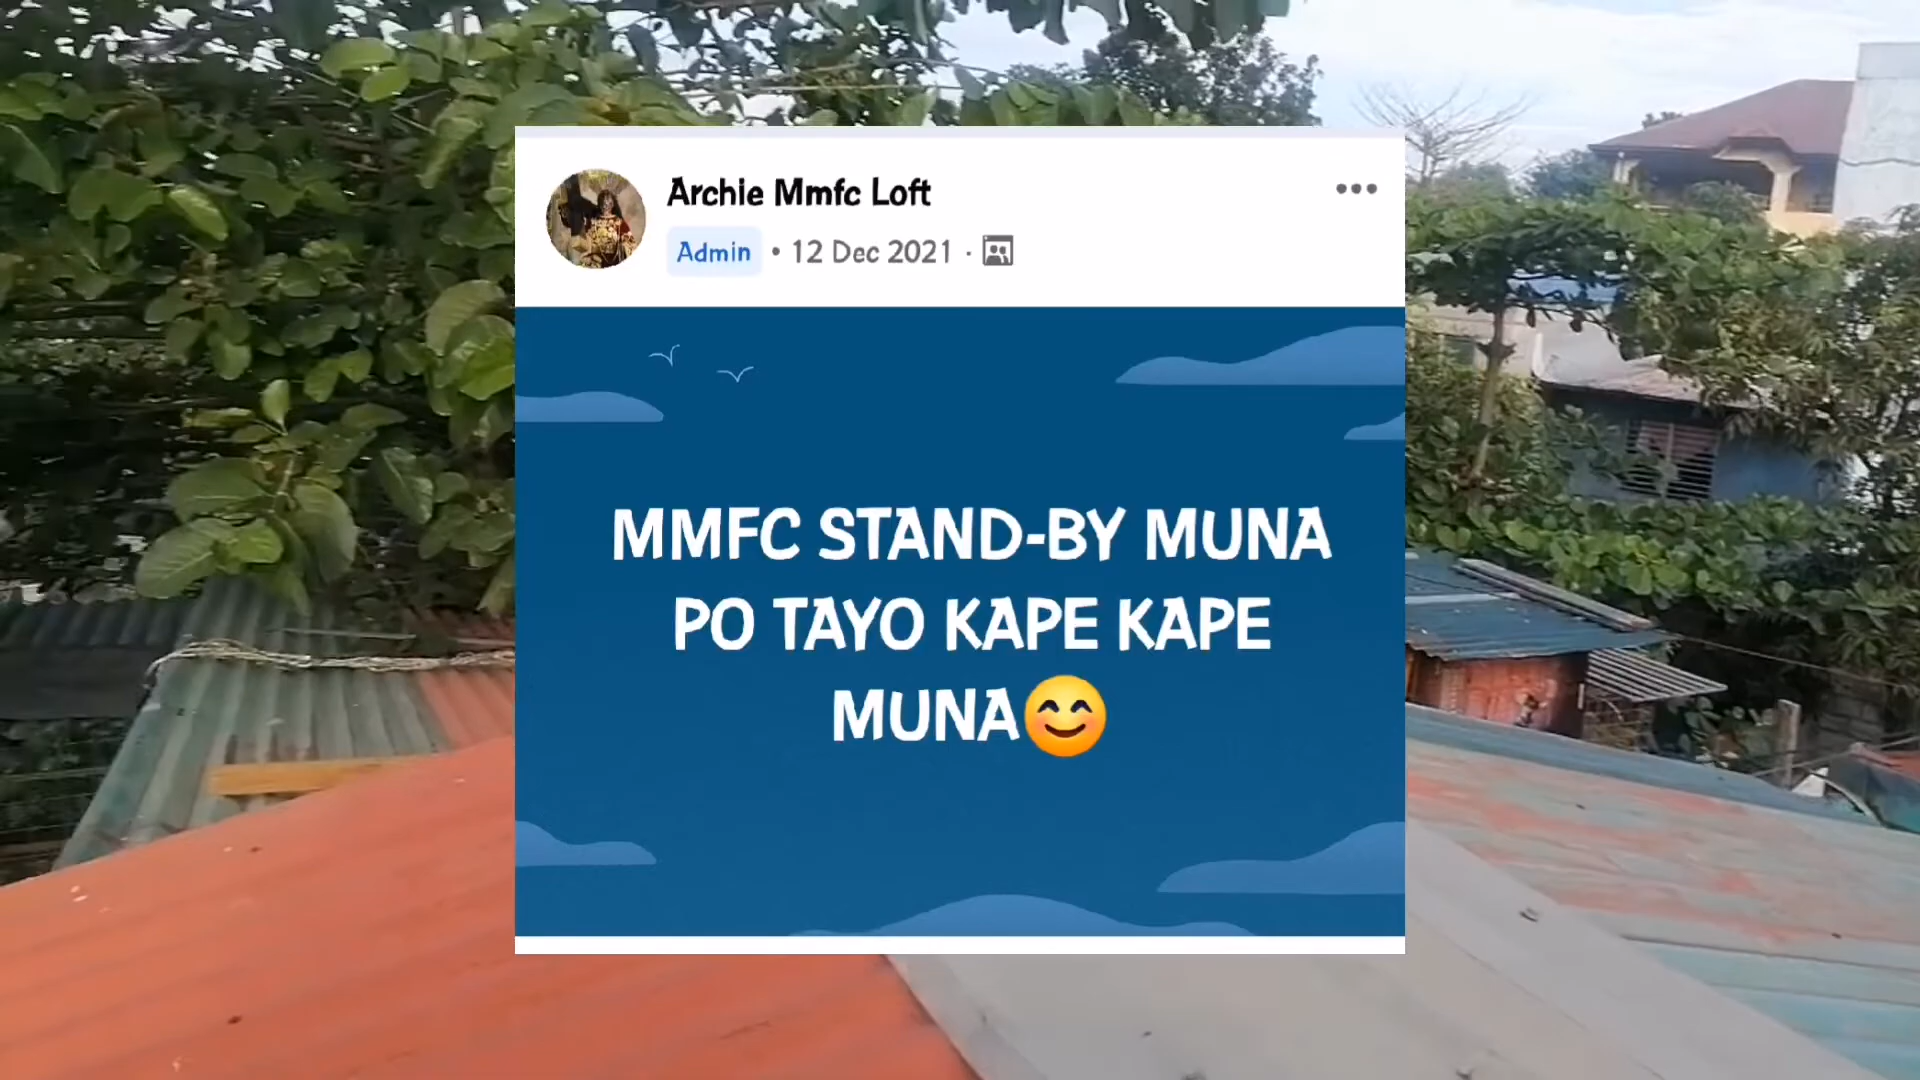 Archie Mmfc Loft
Admin • 12 Dec 2021 ·
MMFC STAND-BY MUNA
PO TAYO KAPE KAPE
MUNA😊